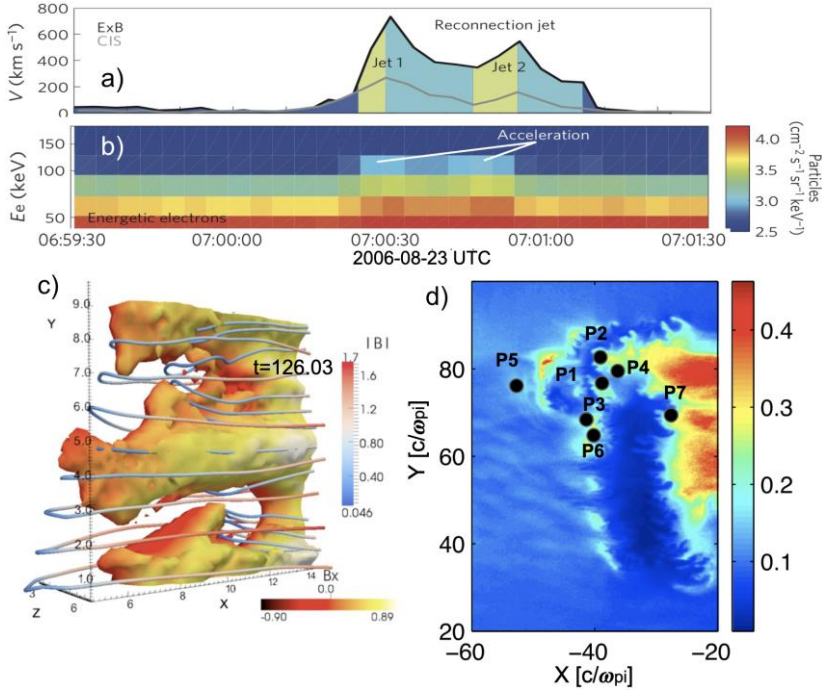 800
600
400
200
0
V (km s⁻¹)
ExB
CIS
a)
Reconnection jet
Jet 1
Jet 2
b)
Acceleration
150
100
50
Ee (keV)
Energetic electrons
4.0
3.5
3.0
2.5
Particles
(cm⁻² s⁻¹ sr⁻¹ keV⁻¹)
06:59:30 07:00:00 07:00:30 07:01:00 07:01:30
2006-08-23 UTC
c)
Y
9.0
8.0
7.0
6.0
5.0
4.0
3.0
2.0
1.0
t=126.03
|B|
1.7
1.6
1.2
0.80
0.40
0.046
3
4
6
8
10
12
14
Z
X
Bx
0.0
-0.90
0.89
d)
80
60
40
20
Y [c/ωpi]
P5
P1
P2
P4
P3
P7
P6
−60 −40 −20
X [c/ωpi]
0.4
0.3
0.2
0.1